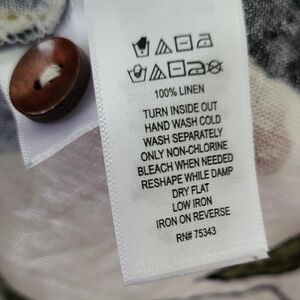 100% LINEN
TURN INSIDE OUT
HAND WASH COLD
WASH SEPARATELY
ONLY NON-CHLORINE
BLEACH WHEN NEEDED
RESHAPE WHILE DAMP
DRY FLAT
LOW IRON
IRON ON REVERSE
RN# 75343